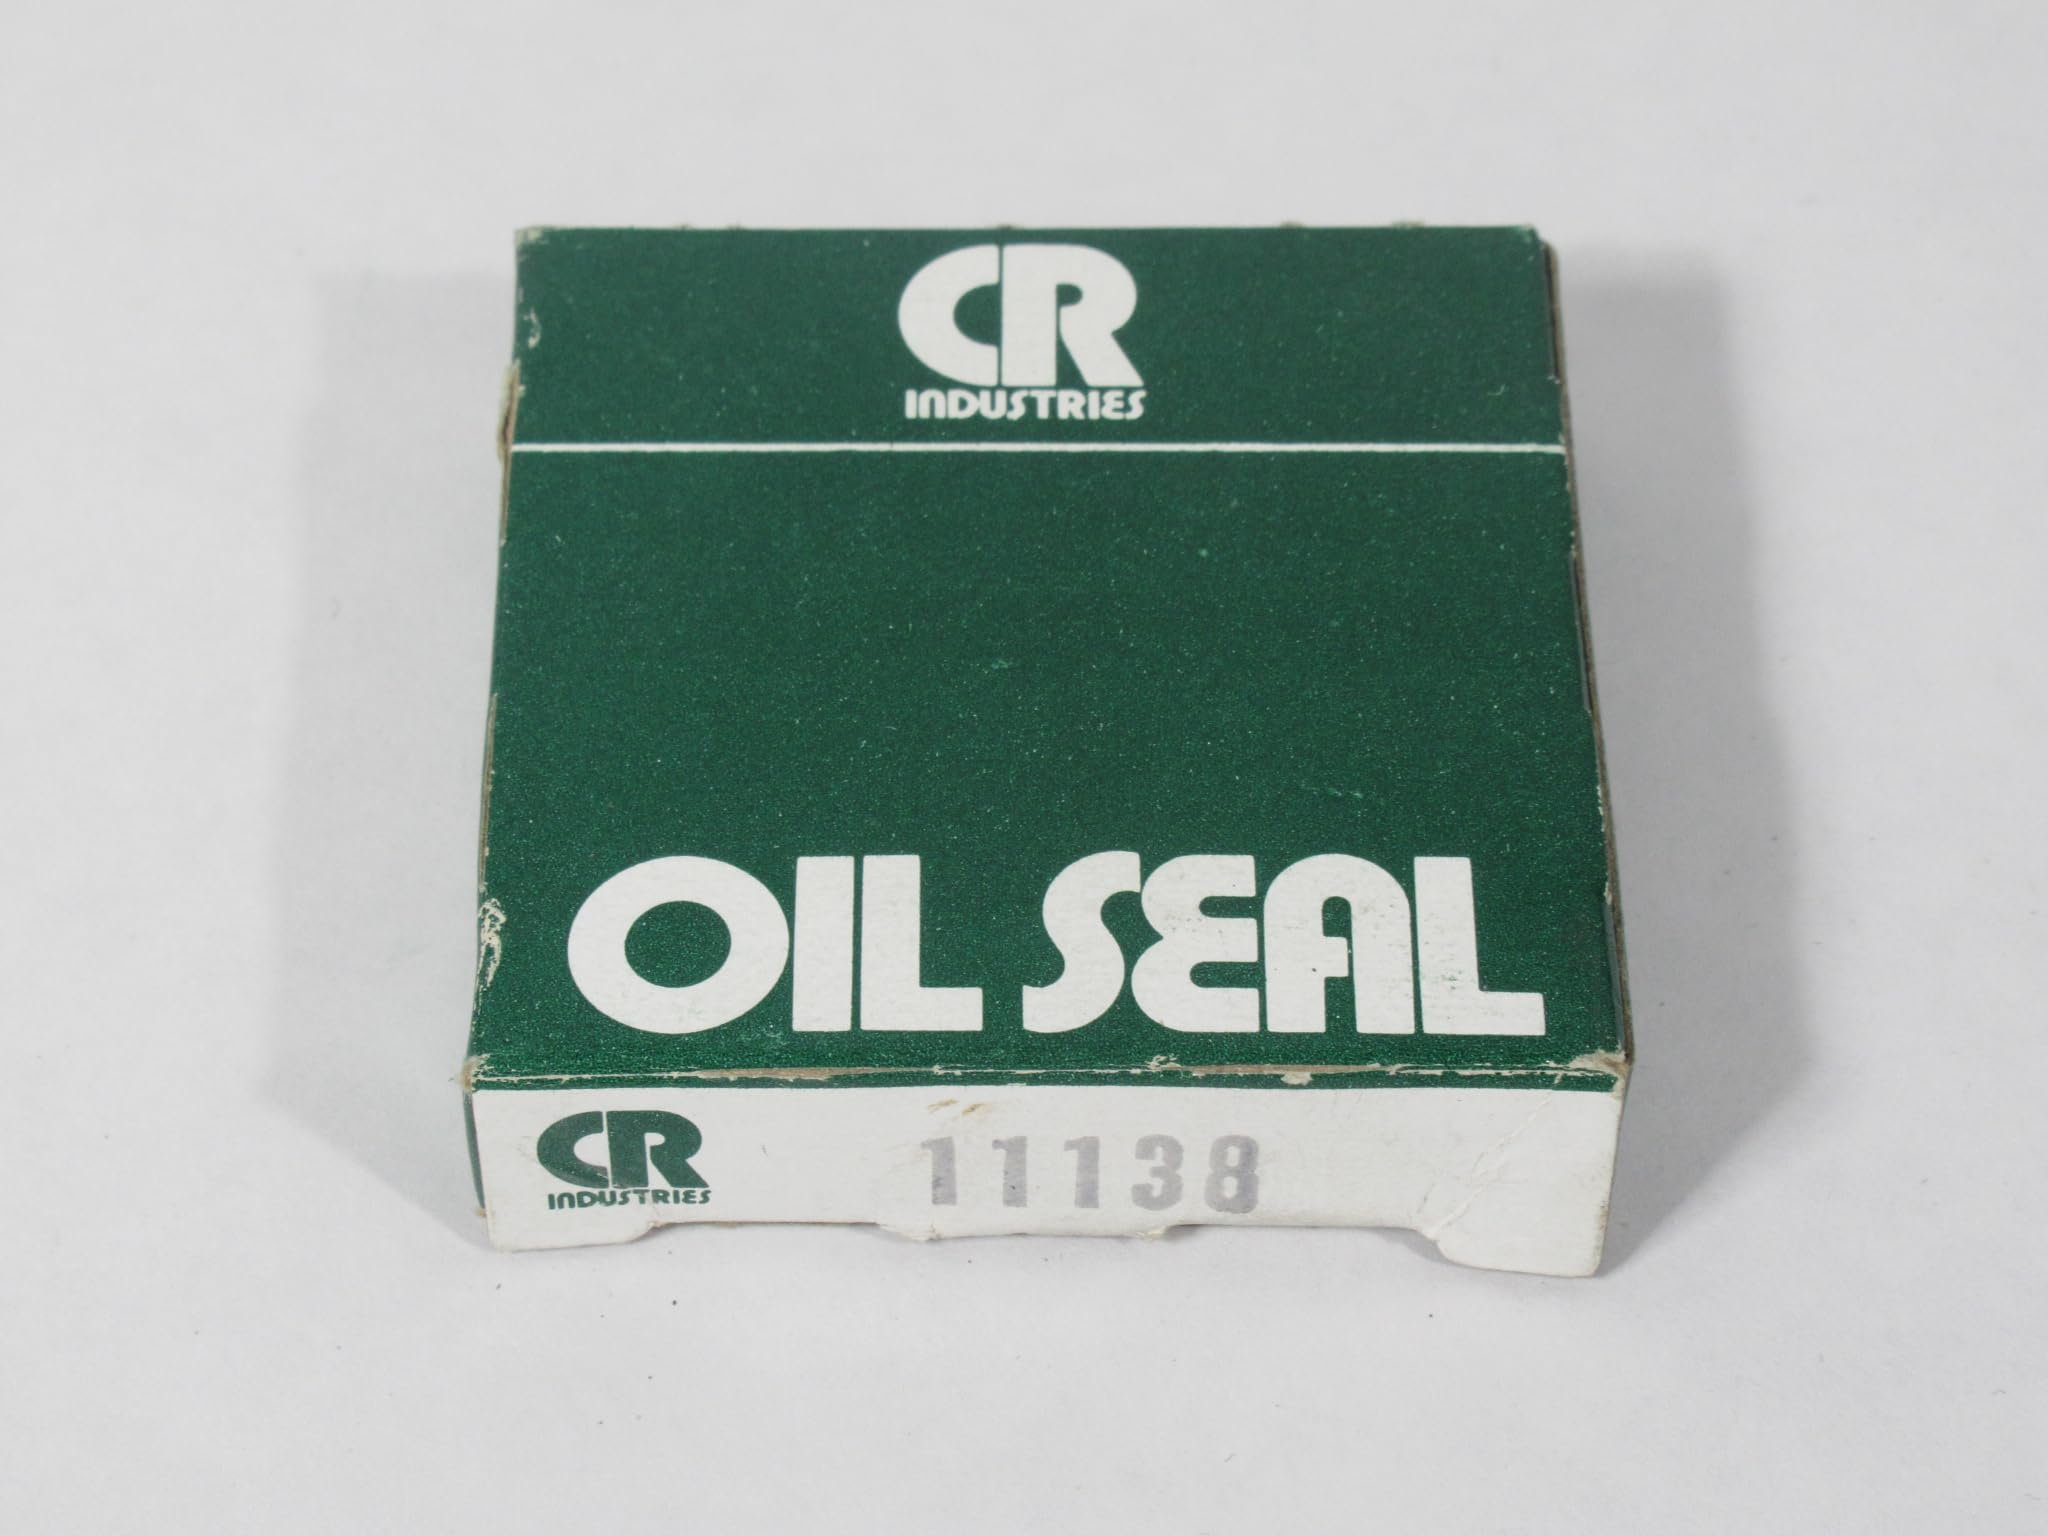 CR
INDUSTRIES
OIL SEAL
CR
INDUSTRIES
11138